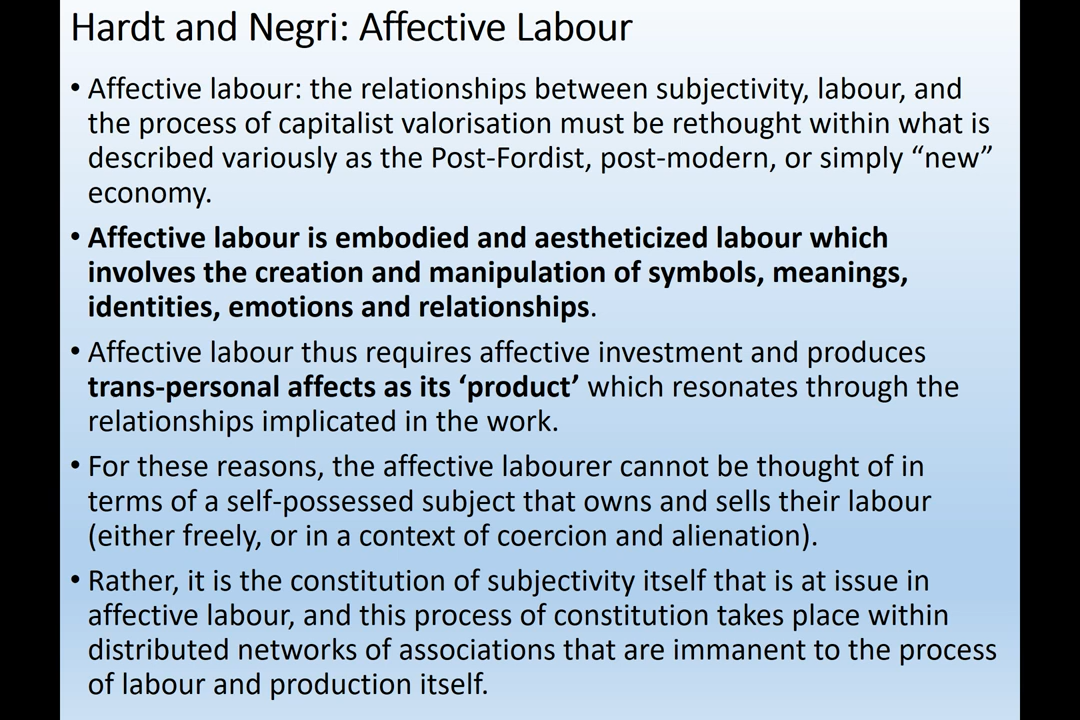 Hardt and Negri: Affective Labour
• Affective labour: the relationships between subjectivity, labour, and
the process of capitalist valorisation must be rethought within what is
described variously as the Post-Fordist, post-modern, or simply “new”
economy.
• Affective labour is embodied and aestheticized labour which
involves the creation and manipulation of symbols, meanings,
identities, emotions and relationships.
• Affective labour thus requires affective investment and produces
trans-personal affects as its ‘product’ which resonates through the
relationships implicated in the work.
• For these reasons, the affective labourer cannot be thought of in
terms of a self-possessed subject that owns and sells their labour
(either freely, or in a context of coercion and alienation).
• Rather, it is the constitution of subjectivity itself that is at issue in
affective labour, and this process of constitution takes place within
distributed networks of associations that are immanent to the process
of labour and production itself.